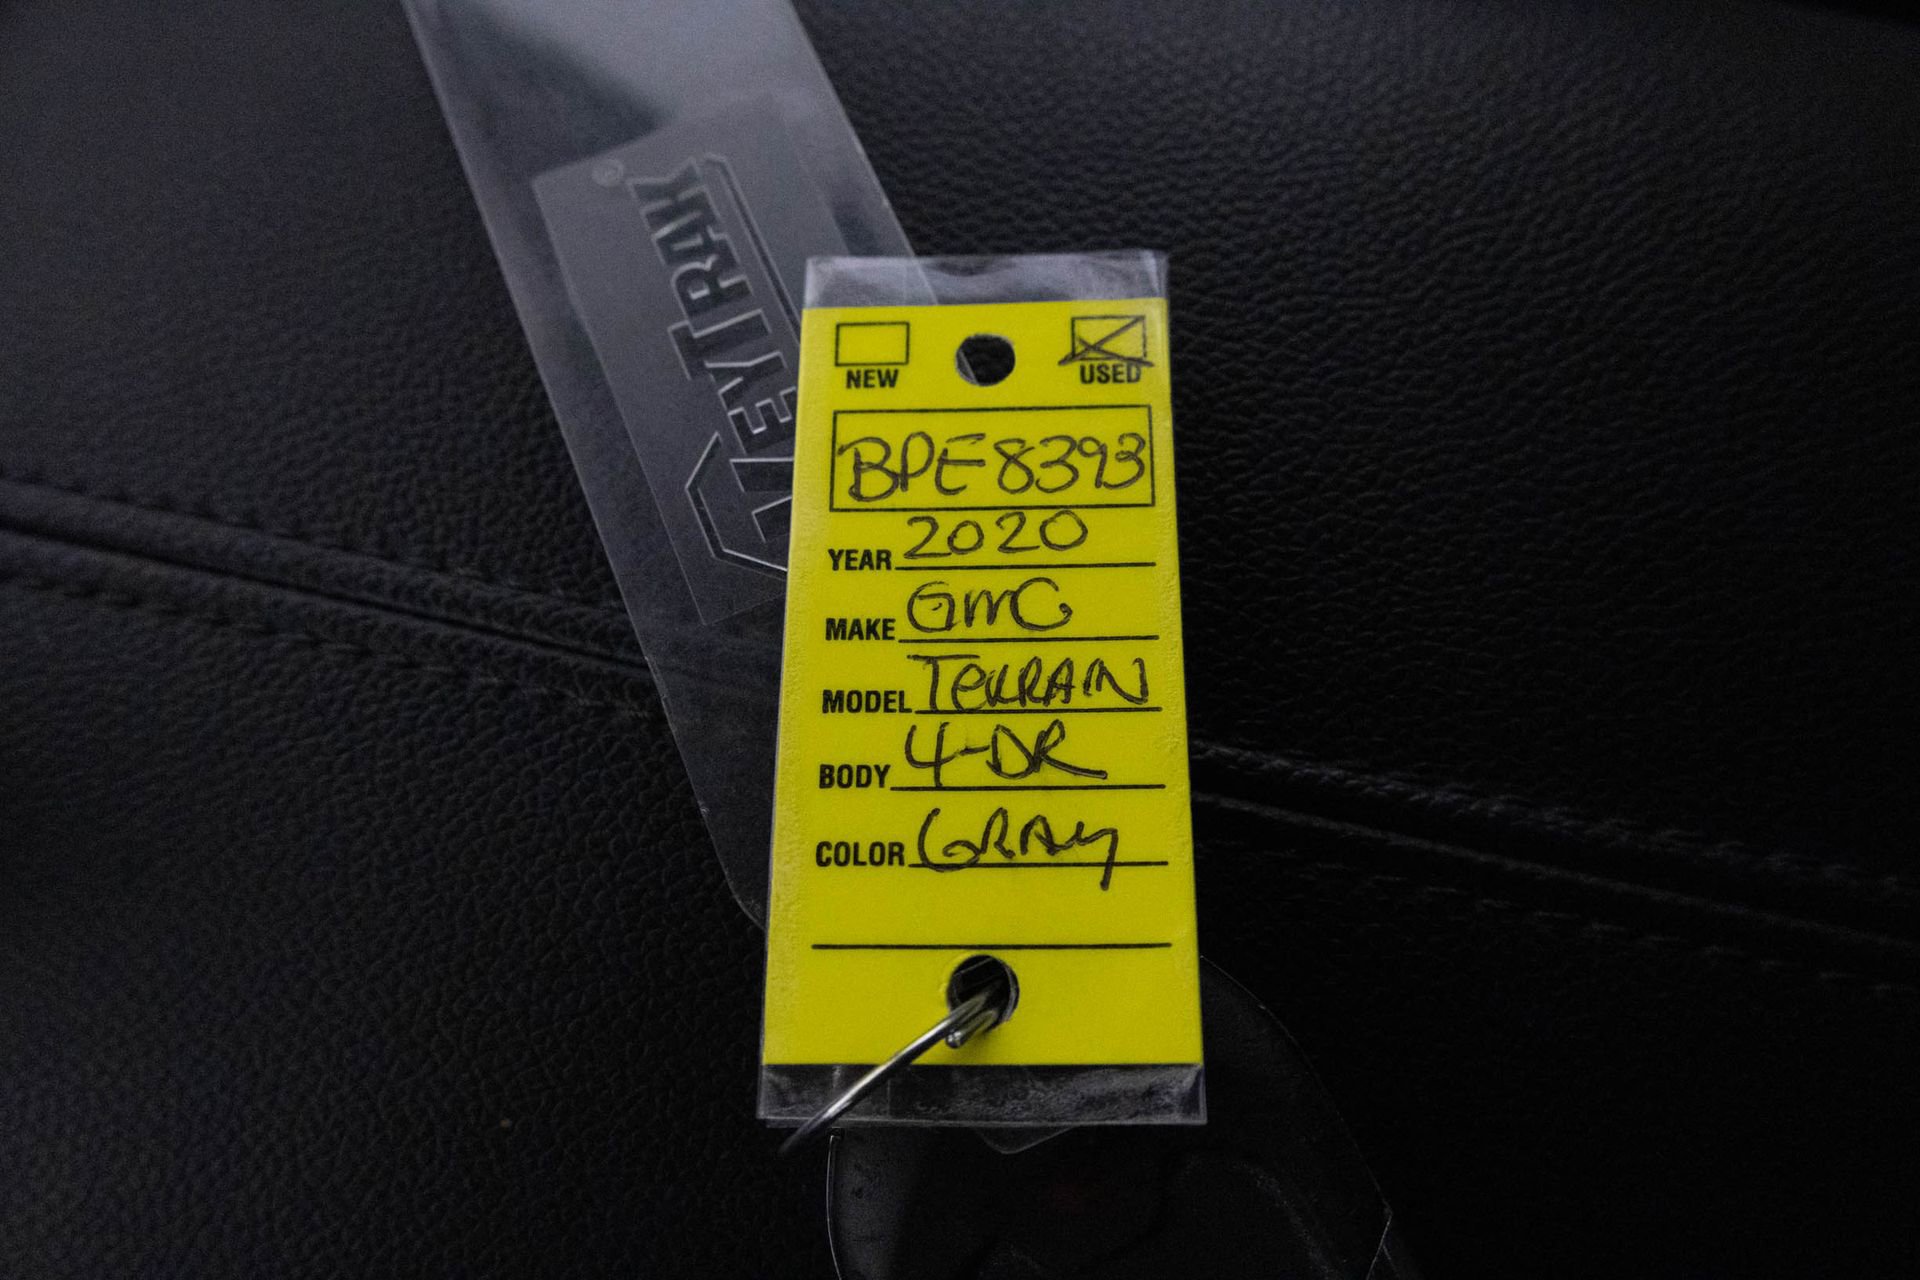 KEYTRAK®
NEW USED
BPE8393
YEAR 2020
MAKE GMC
MODEL TeRRAIN
BODY 4-DR
COLOR GRAy